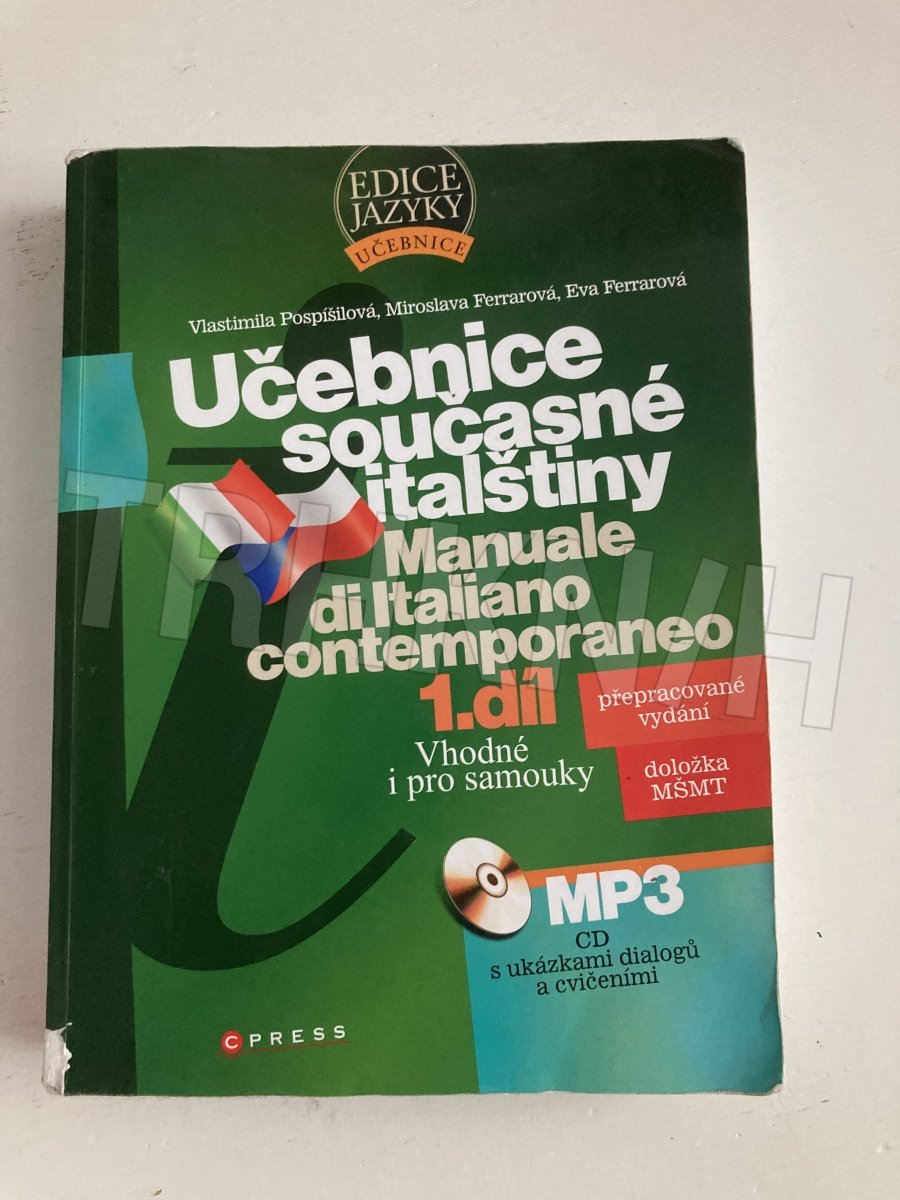 EDICE
JAZYKY
UČEBNICE
Vlastimila Pospíšilová, Miroslava Ferrarová, Eva Ferrarová
Učebnice
současné
italštiny
Manuale
di Italiano
contemporaneo
1.díl
Vhodné
i pro samouky
přepracované
vydání
doložka
MŠMT
MP3
CD
s ukázkami dialogů
a cvičeními
CPRESS